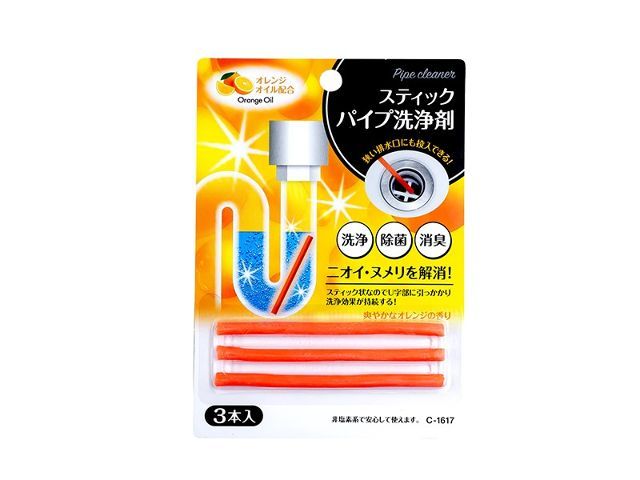 オレンジ
オイル配合
Orange Oil
Pipe cleaner
スティック
パイプ洗浄剤
狭い排水口にも投入できる!
洗浄
除菌
消臭
ニオイ・ヌメリを解消!
スティック状なのでU字部に引っかかり
洗浄効果が持続する!
爽やかなオレンジの香り
3本入
非塩素系で安心して使えます。 C-1617